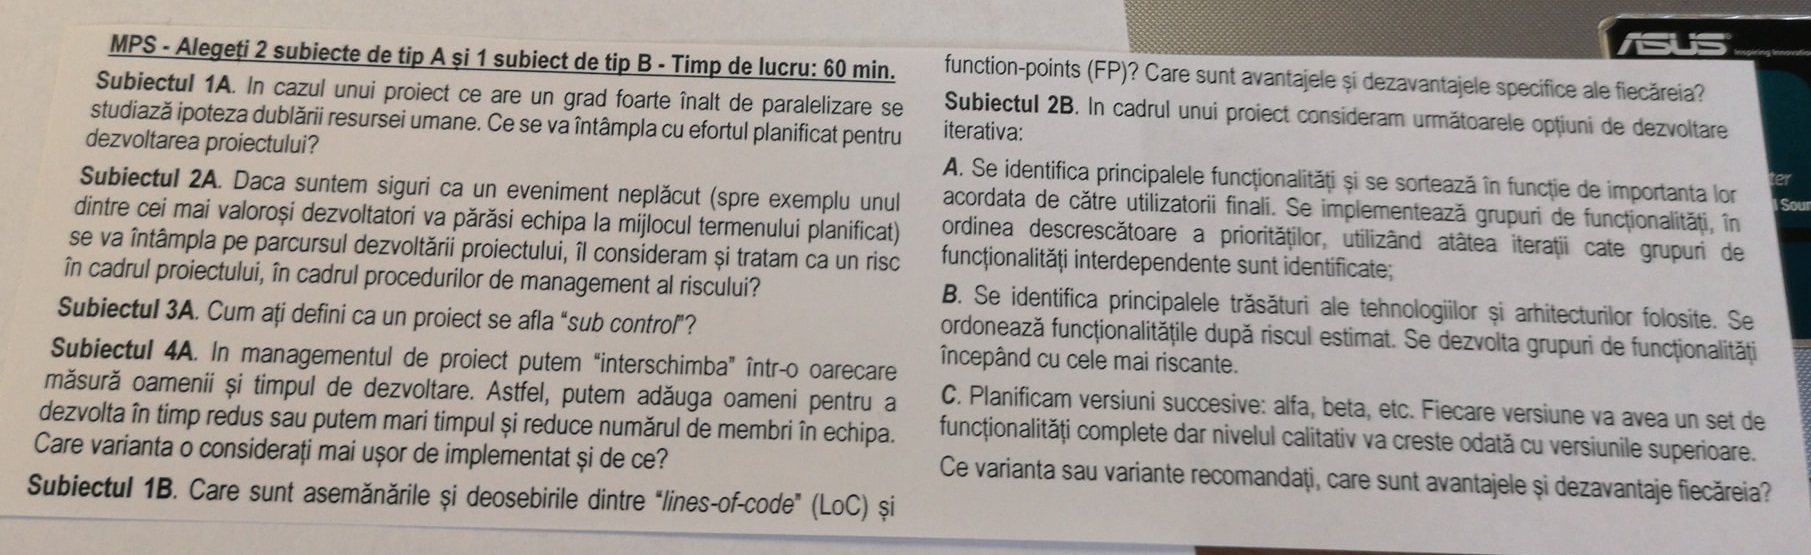 MPS - Alegeți 2 subiecte de tip A și 1 subiect de tip B - Timp de lucru: 60 min.
Subiectul 1A. In cazul unui proiect ce are un grad foarte înalt de paralelizare se
studiază ipoteza dublării resursei umane. Ce se va întâmpla cu efortul planificat pentru
dezvoltarea proiectului?
Subiectul 2A. Daca suntem siguri ca un eveniment neplăcut (spre exemplu unul
dintre cei mai valoroși dezvoltatori va părăsi echipa la mijlocul termenului planificat)
se va întâmpla pe parcursul dezvoltării proiectului, îl consideram și tratam ca un risc
în cadrul proiectului, în cadrul procedurilor de management al riscului?
Subiectul 3A. Cum ați defini ca un proiect se afla "sub control"?
Subiectul 4A. In managementul de proiect putem "interschimba" într-o oarecare
măsură oamenii și timpul de dezvoltare. Astfel, putem adăuga oameni pentru a
dezvolta în timp redus sau putem mari timpul și reduce numărul de membri în echipa.
Care varianta o considerați mai ușor de implementat și de ce?
Subiectul 1B. Care sunt asemănările și deosebirile dintre "lines-of-code" (LoC) și
function-points (FP)? Care sunt avantajele și dezavantajele specifice ale fiecăreia?
Subiectul 2B. In cadrul unui proiect consideram următoarele opțiuni de dezvoltare
iterativa:
A. Se identifica principalele funcționalități și se sortează în funcție de importanta lor
acordata de către utilizatorii finali. Se implementează grupuri de funcționalități, în
ordinea descrescătoare a priorităților, utilizând atâtea iterații cate grupuri de
funcționalități interdependente sunt identificate;
B. Se identifica principalele trăsături ale tehnologiilor și arhitecturilor folosite. Se
ordonează funcționalitățile după riscul estimat. Se dezvolta grupuri de funcționalități
începând cu cele mai riscante.
C. Planificam versiuni succesive: alfa, beta, etc. Fiecare versiune va avea un set de
funcționalități complete dar nivelul calitativ va creste odată cu versiunile superioare.
Ce varianta sau variante recomandați, care sunt avantajele și dezavantaje fiecăreia?
ASUS
Inspiring